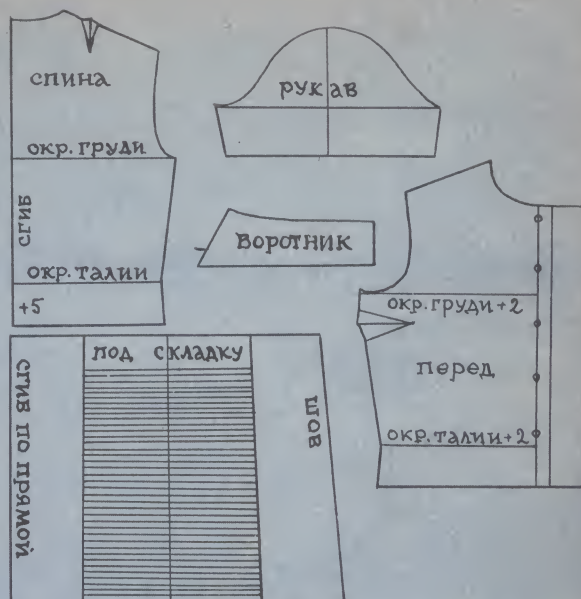 спина
окр. груди
сгиб
окр. талии
+5
рукав
воротник
окр. груди+2
перед
окр. талии+2
под складку
сгив по прямой
шов